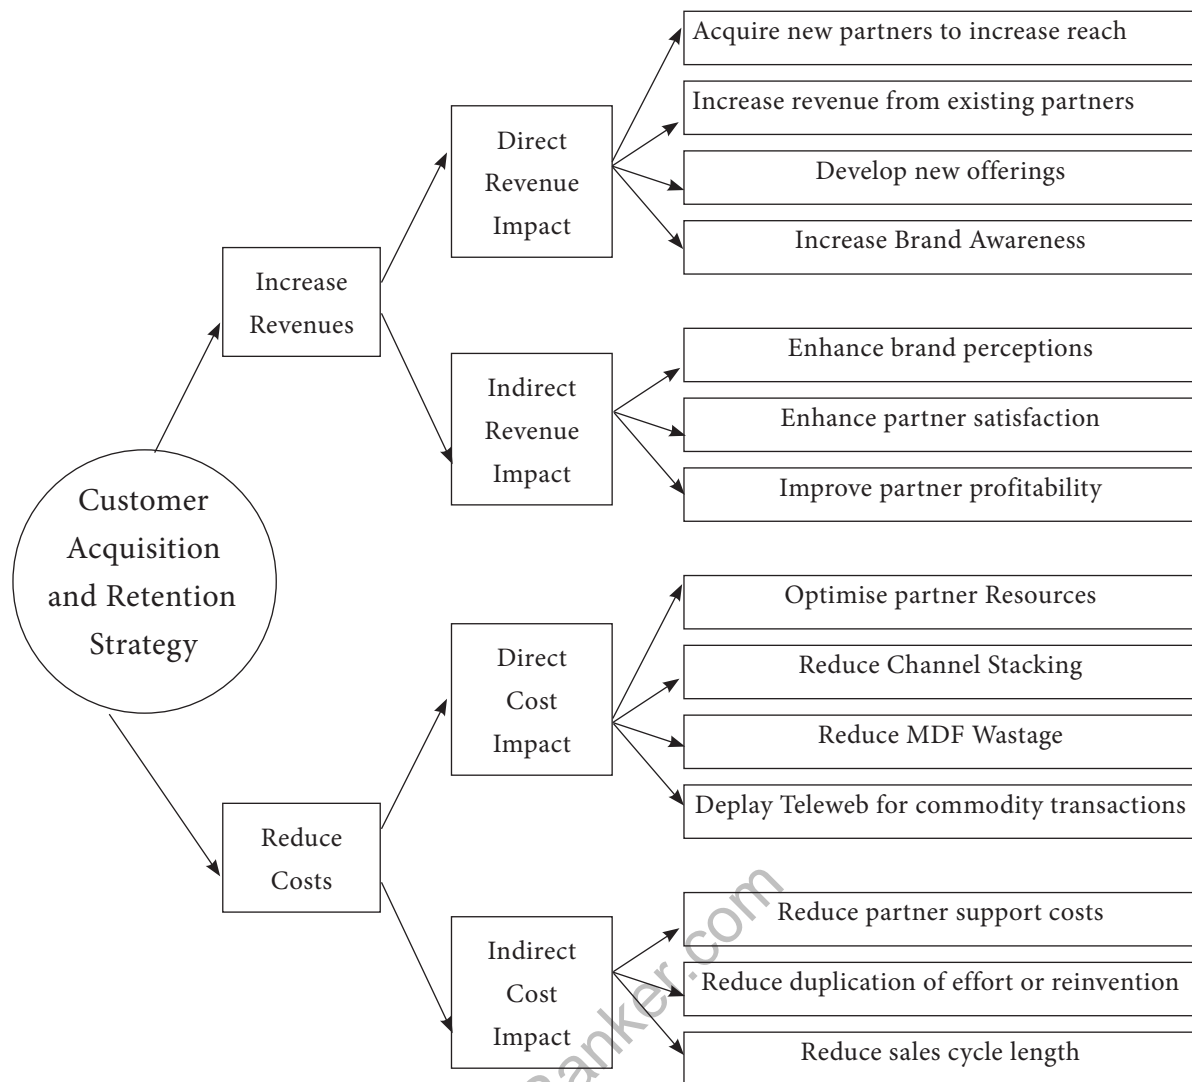 Customer
Acquisition
and Retention
Strategy
Increase
Revenues
Direct
Revenue
Impact
Acquire new partners to increase reach
Increase revenue from existing partners
Develop new offerings
Increase Brand Awareness
Indirect
Revenue
Impact
Enhance brand perceptions
Enhance partner satisfaction
Improve partner profitability
Reduce
Costs
Direct
Cost
Impact
Optimise partner Resources
Reduce Channel Stacking
Reduce MDF Wastage
Deplay Teleweb for commodity transactions
Indirect
Cost
Impact
Reduce partner support costs
Reduce duplication of effort or reinvention
Reduce sales cycle length
Banker.com